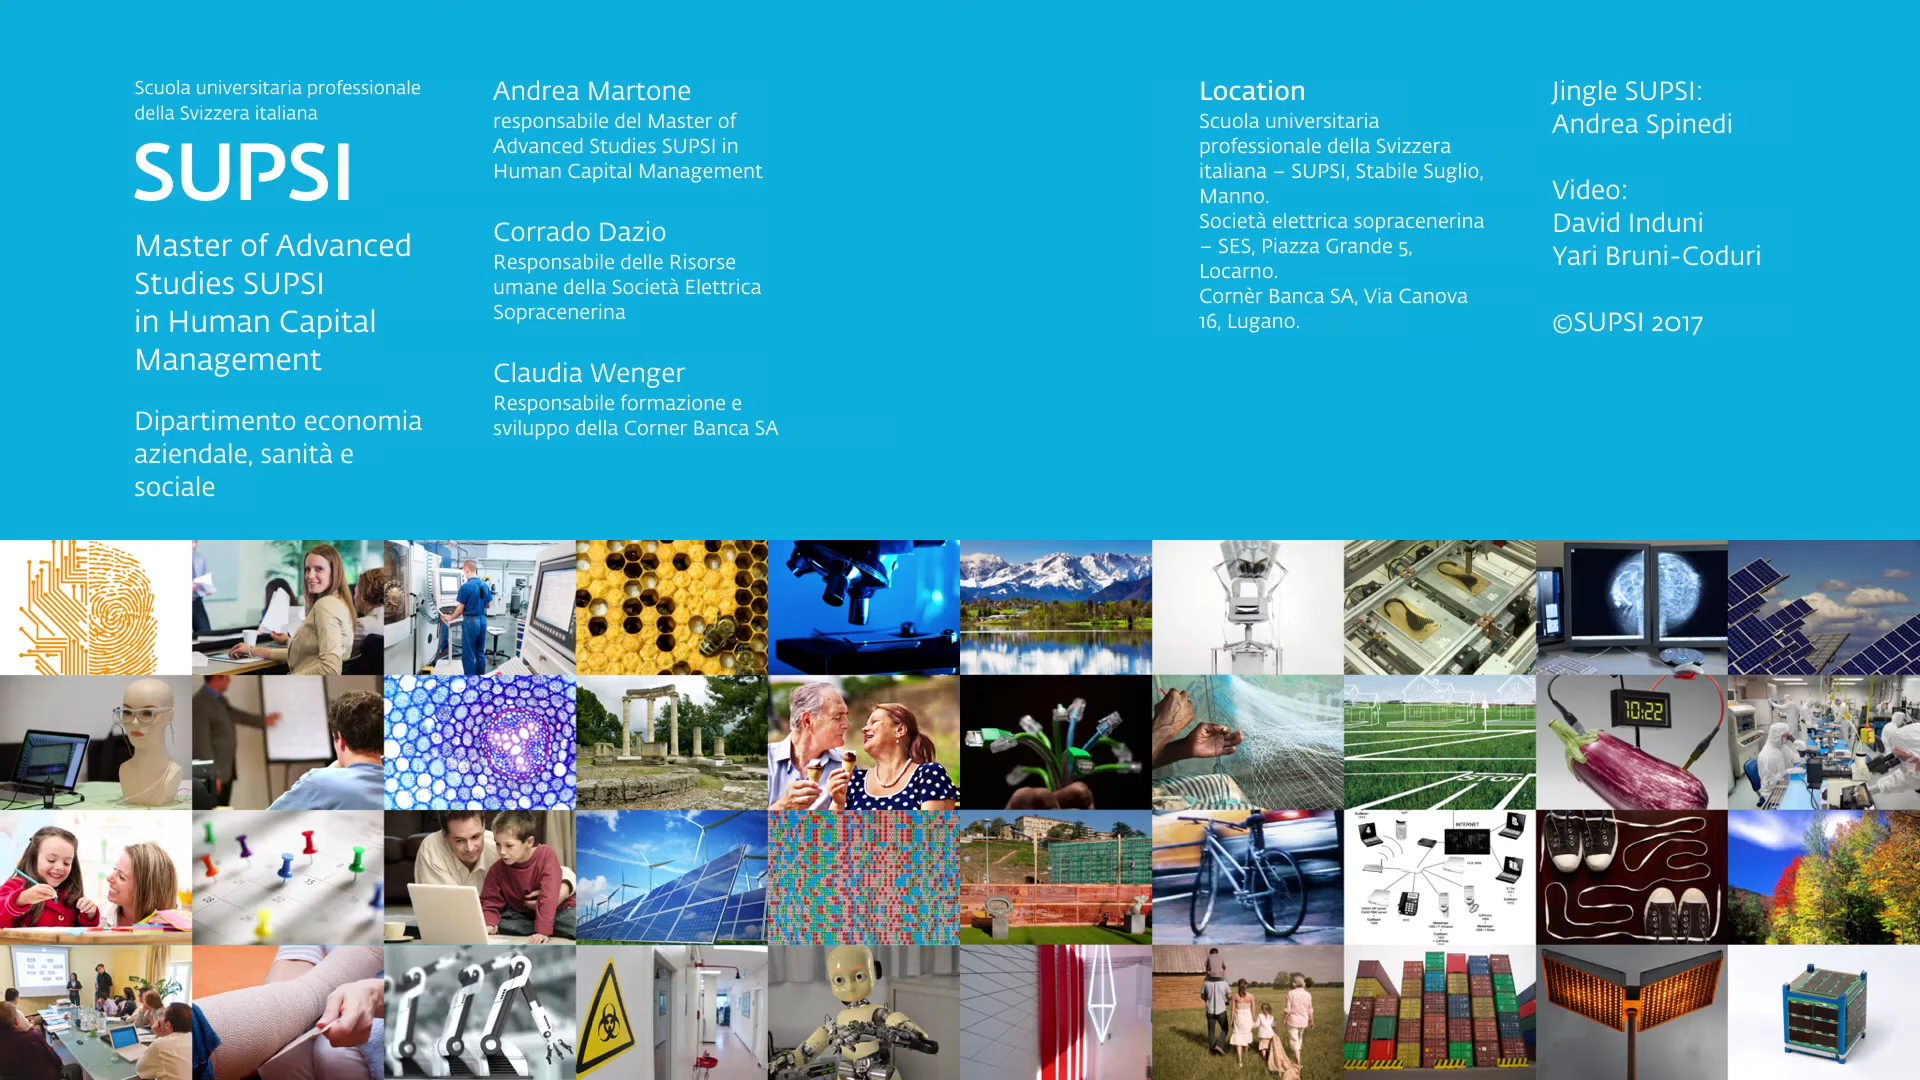 Scuola universitaria professionale
della Svizzera italiana
SUPSI
Master of Advanced
Studies SUPSI
in Human Capital
Management
Dipartimento economia
aziendale, sanità e
sociale
Andrea Martone
responsabile del Master of
Advanced Studies SUPSI in
Human Capital Management
Corrado Dazio
Responsabile delle Risorse
umane della Società Elettrica
Sopracenerina
Claudia Wenger
Responsabile formazione e
sviluppo della Corner Banca SA
Location
Scuola universitaria
professionale della Svizzera
italiana – SUPSI, Stabile Suglio,
Manno.
Società elettrica sopracenerina
– SES, Piazza Grande 5,
Locarno.
Cornèr Banca SA, Via Canova
16, Lugano.
Jingle SUPSI:
Andrea Spinedi
Video:
David Induni
Yari Bruni-Coduri
©SUPSI 2017
STOP
10:22
INTERNET